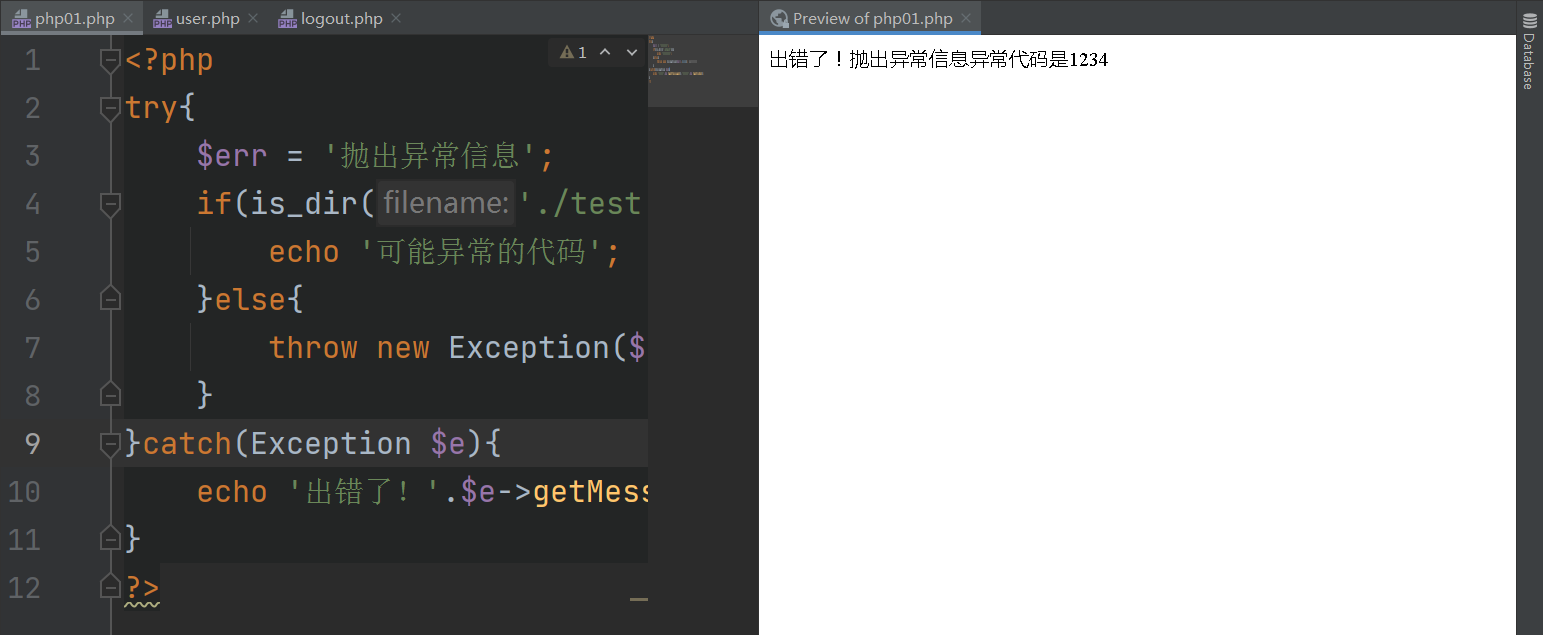 php01.php
user.php
logout.php
Preview of php01.php
Database
1
1 <?php
2 try{
3 $err = '抛出异常信息';
4 if(is_dir( filename: './test
5 echo '可能异常的代码';
6 }else{
7 throw new Exception($
8 }
9 }catch(Exception $e){
10 echo '出错了! '.$e->getMess
11 }
12 ?>
出错了！抛出异常信息异常代码是1234